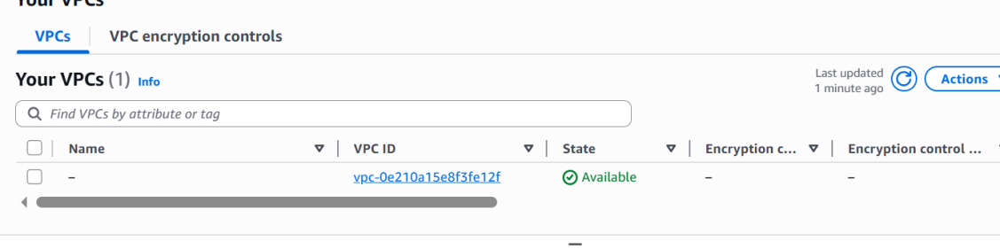 Your VPCs
VPCs VPC encryption controls
Your VPCs (1) Info
Last updated
1 minute ago
Actions
Find VPCs by attribute or tag
Name VPC ID State Encryption c... Encryption control ...
– vpc-0e210a15e8f3fe12f Available – –